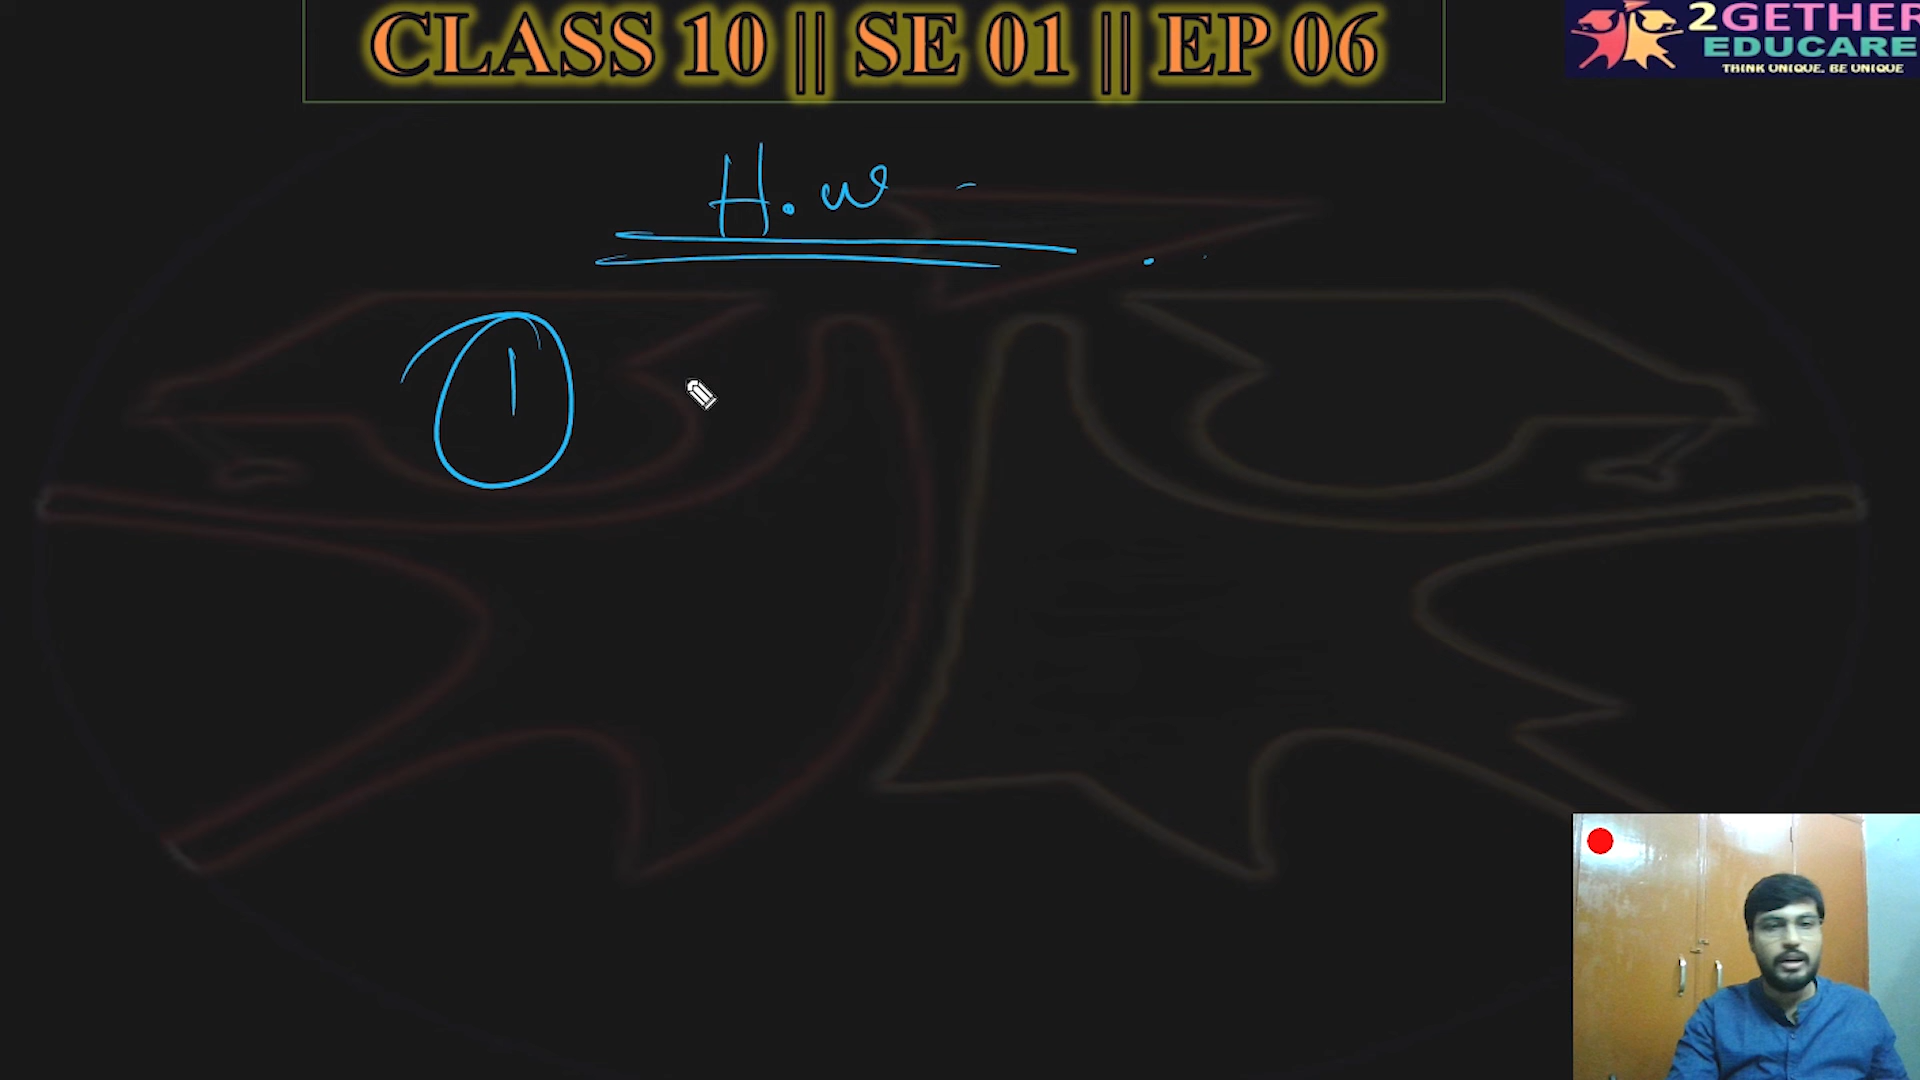 CLASS 10 || SE 01 || EP 06
2GETHER
EDUCARE
THINK UNIQUE. BE UNIQUE
H.w
1